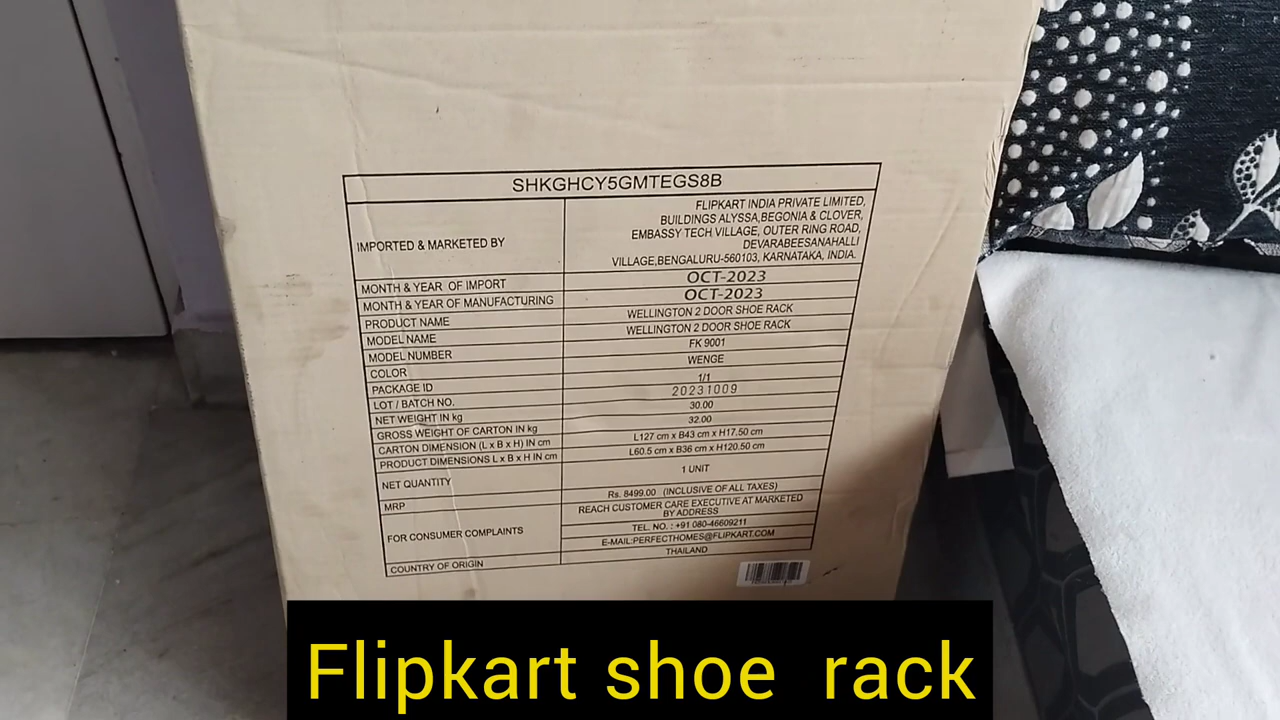 SHKGHCY5GMTEGS8B
IMPORTED & MARKETED BY
FLIPKART INDIA PRIVATE LIMITED,
BUILDINGS ALYSSA,BEGONIA & CLOVER,
EMBASSY TECH VILLAGE, OUTER RING ROAD,
DEVARABEESANAHALLI
VILLAGE,BENGALURU-560103, KARNATAKA, INDIA.
MONTH & YEAR OF IMPORT OCT-2023
MONTH & YEAR OF MANUFACTURING OCT-2023
PRODUCT NAME WELLINGTON 2 DOOR SHOE RACK
MODEL NAME WELLINGTON 2 DOOR SHOE RACK
MODEL NUMBER FK 9001
COLOR WENGE
PACKAGE ID 1/1
LOT / BATCH NO. 20231009
NET WEIGHT IN kg 30.00
GROSS WEIGHT OF CARTON IN kg 32.00
CARTON DIMENSION (L x B x H) IN cm L127 cm x B43 cm x H17.50 cm
PRODUCT DIMENSIONS L x B x H IN cm L60.5 cm x B36 cm x H120.50 cm
NET QUANTITY 1 UNIT
MRP Rs. 8499.00 (INCLUSIVE OF ALL TAXES)
FOR CONSUMER COMPLAINTS
REACH CUSTOMER CARE EXECUTIVE AT MARKETED
BY ADDRESS
TEL. NO. : +91 080-46609211
E-MAIL:PERFECTHOMES@FLIPKART.COM
COUNTRY OF ORIGIN THAILAND
Flipkart shoe rack